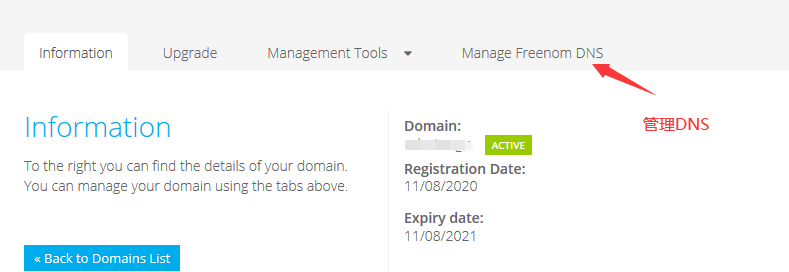 Information Upgrade Management Tools Manage Freenom DNS
管理DNS
Information
To the right you can find the details of your domain.
You can manage your domain using the tabs above.
« Back to Domains List
Domain:
ACTIVE
Registration Date:
11/08/2020
Expiry date:
11/08/2021